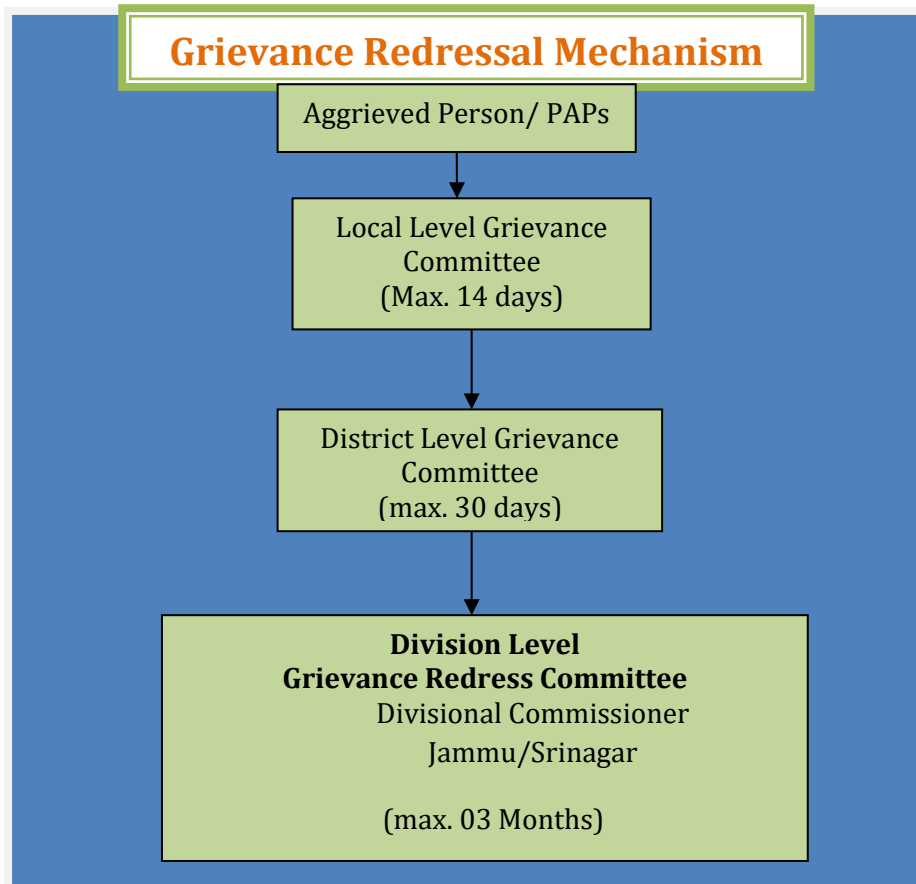 Grievance Redressal Mechanism
Aggrieved Person/ PAPs
Local Level Grievance
Committee
(Max. 14 days)
District Level Grievance
Committee
(max. 30 days)
Division Level
Grievance Redress Committee
Divisional Commissioner
Jammu/Srinagar
(max. 03 Months)